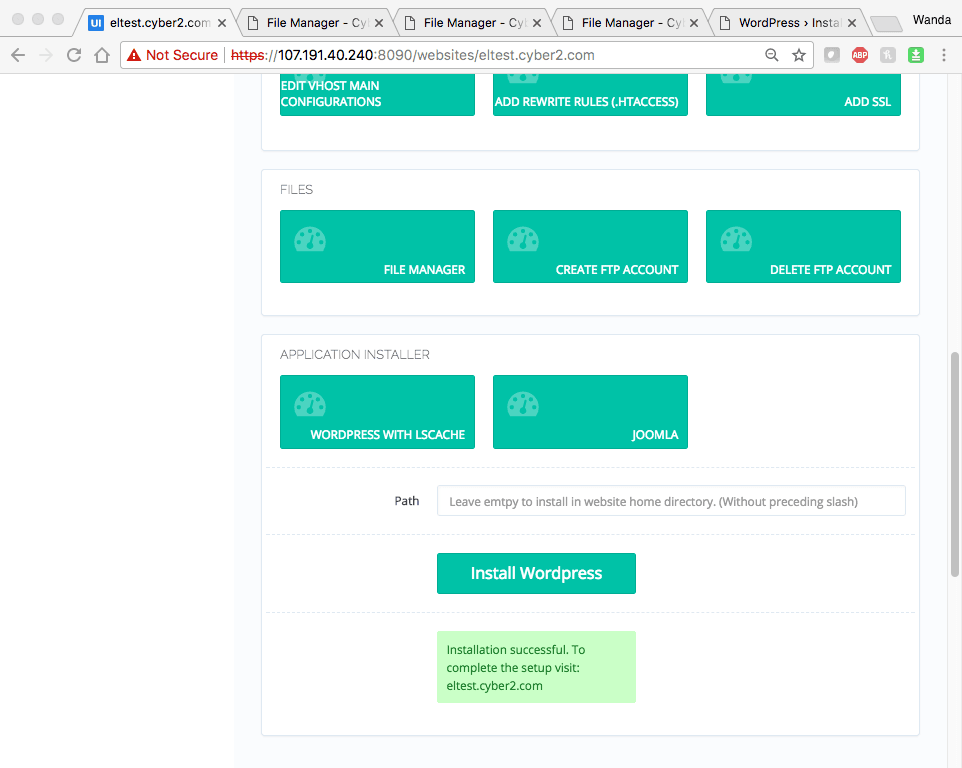 UI eltest.cyber2.com
File Manager - Cy
File Manager - Cy
File Manager - Cy
WordPress › Instal
Wanda
Not Secure | https://107.191.40.240:8090/websites/eltest.cyber2.com
ABP
EDIT VHOST MAIN
CONFIGURATIONS
ADD REWRITE RULES (.HTACCESS)
ADD SSL
FILES
FILE MANAGER
CREATE FTP ACCOUNT
DELETE FTP ACCOUNT
APPLICATION INSTALLER
WORDPRESS WITH LSCACHE
JOOMLA
Path
Leave emtpy to install in website home directory. (Without preceding slash)
Install Wordpress
Installation successful. To
complete the setup visit:
eltest.cyber2.com